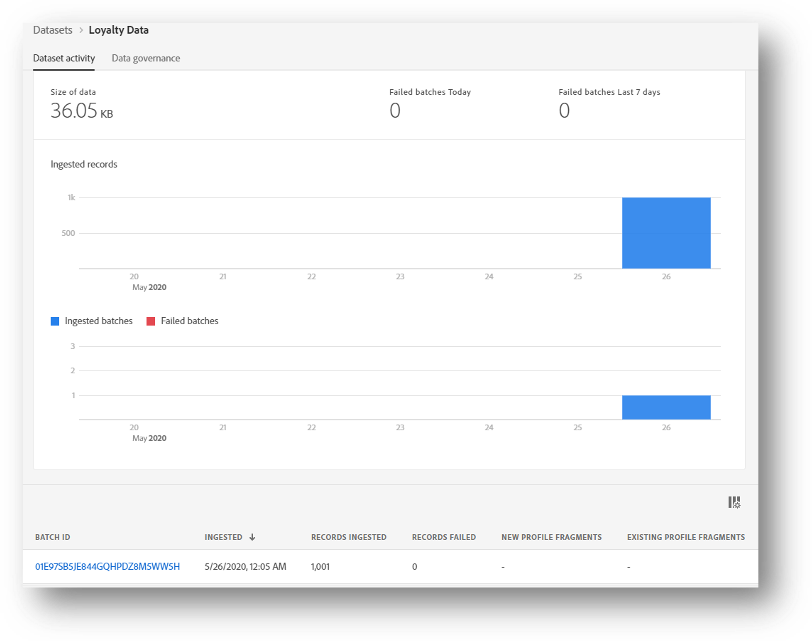 Datasets > Loyalty Data
Dataset activity Data governance
Size of data Failed batches Today Failed batches Last 7 days
36.05 KB 0 0
Ingested records
1k
500
20 21 22 23 24 25 26
May 2020
Ingested batches Failed batches
3
2
1
20 21 22 23 24 25 26
May 2020
BATCH ID INGESTED ↓ RECORDS INGESTED RECORDS FAILED NEW PROFILE FRAGMENTS EXISTING PROFILE FRAGMENTS
01E97SBSJE844GQHPDZ8MSWW5H 5/26/2020, 12:05 AM 1,001 0 - -